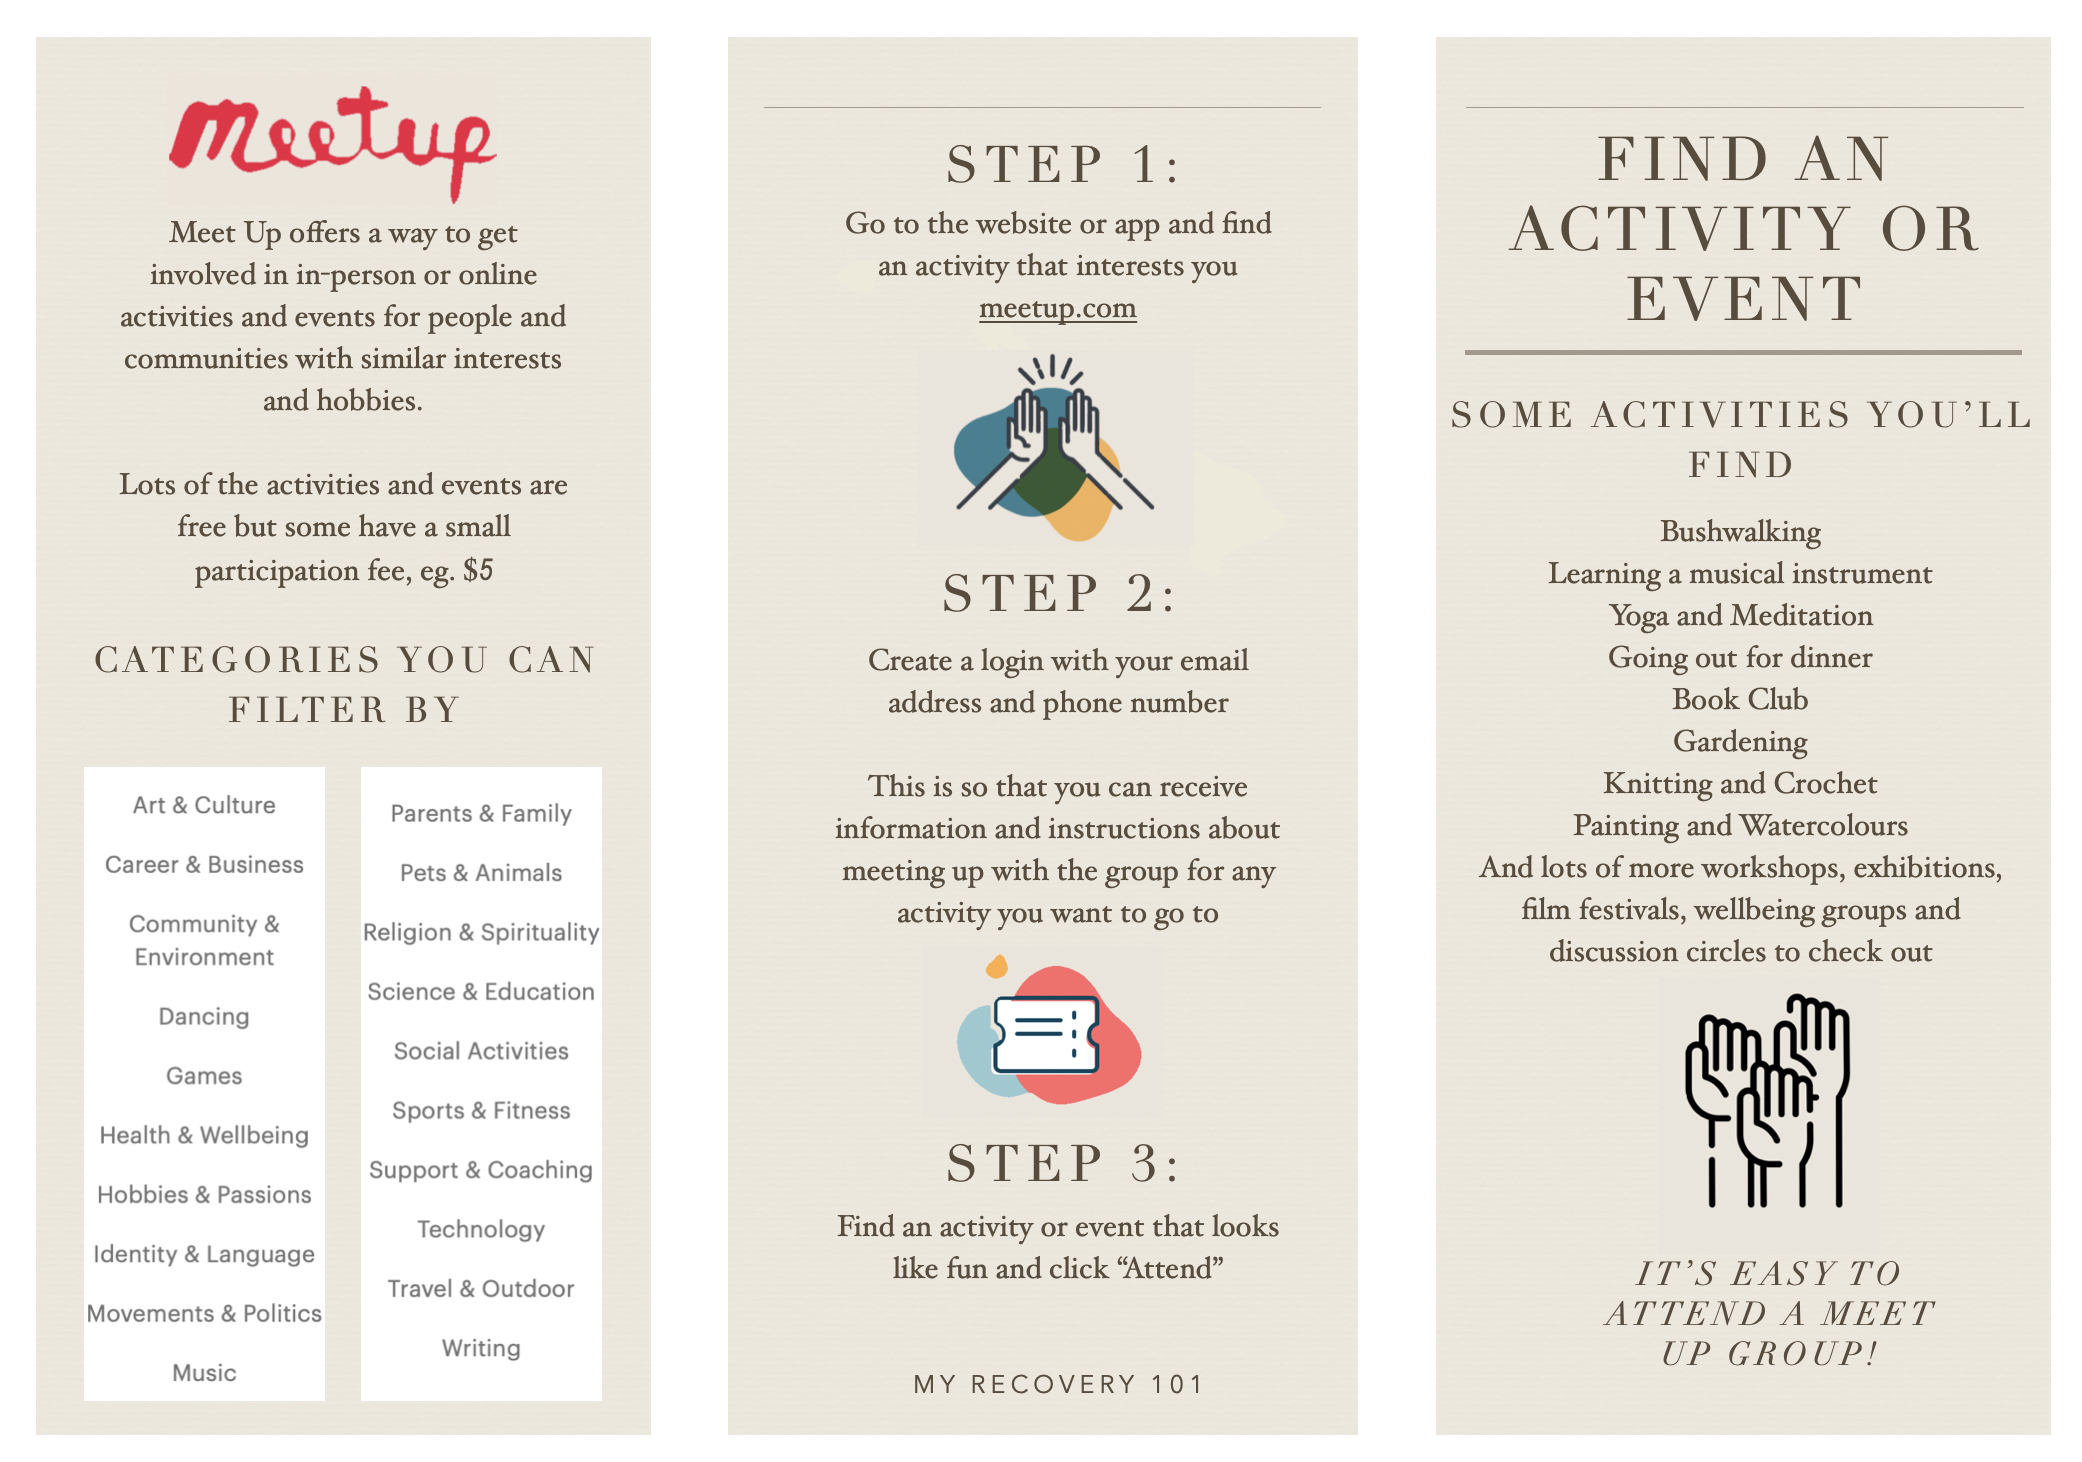 meetup
Meet Up offers a way to get
involved in in-person or online
activities and events for people and
communities with similar interests
and hobbies.
Lots of the activities and events are
free but some have a small
participation fee, eg. $5
CATEGORIES YOU CAN
FILTER BY
Art & Culture
Career & Business
Community &
Environment
Dancing
Games
Health & Wellbeing
Hobbies & Passions
Identity & Language
Movements & Politics
Music
Parents & Family
Pets & Animals
Religion & Spirituality
Science & Education
Social Activities
Sports & Fitness
Support & Coaching
Technology
Travel & Outdoor
Writing
STEP 1:
Go to the website or app and find
an activity that interests you
meetup.com
STEP 2:
Create a login with your email
address and phone number
This is so that you can receive
information and instructions about
meeting up with the group for any
activity you want to go to
STEP 3:
Find an activity or event that looks
like fun and click “Attend”
MY RECOVERY 101
FIND AN
ACTIVITY OR
EVENT
SOME ACTIVITIES YOU’LL
FIND
Bushwalking
Learning a musical instrument
Yoga and Meditation
Going out for dinner
Book Club
Gardening
Knitting and Crochet
Painting and Watercolours
And lots of more workshops, exhibitions,
film festivals, wellbeing groups and
discussion circles to check out
IT’S EASY TO
ATTEND A MEET
UP GROUP!